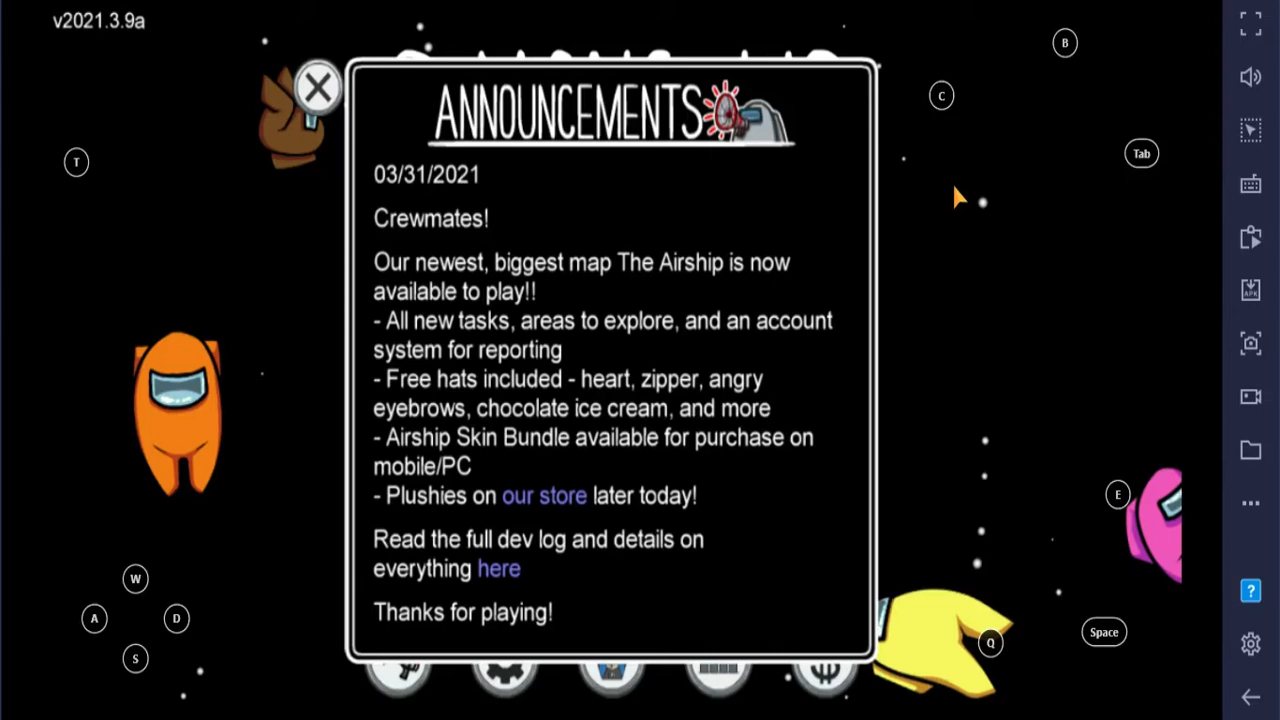 v2021.3.9a
B
C
ANNOUNCEMENTS
T
Tab
03/31/2021
Crewmates!
Our newest, biggest map The Airship is now
available to play!!
- All new tasks, areas to explore, and an account
system for reporting
- Free hats included - heart, zipper, angry
eyebrows, chocolate ice cream, and more
- Airship Skin Bundle available for purchase on
mobile/PC
- Plushies on our store later today!
E
Read the full dev log and details on
everything here
W
A
D
Thanks for playing!
Space
Q
S
APK
?